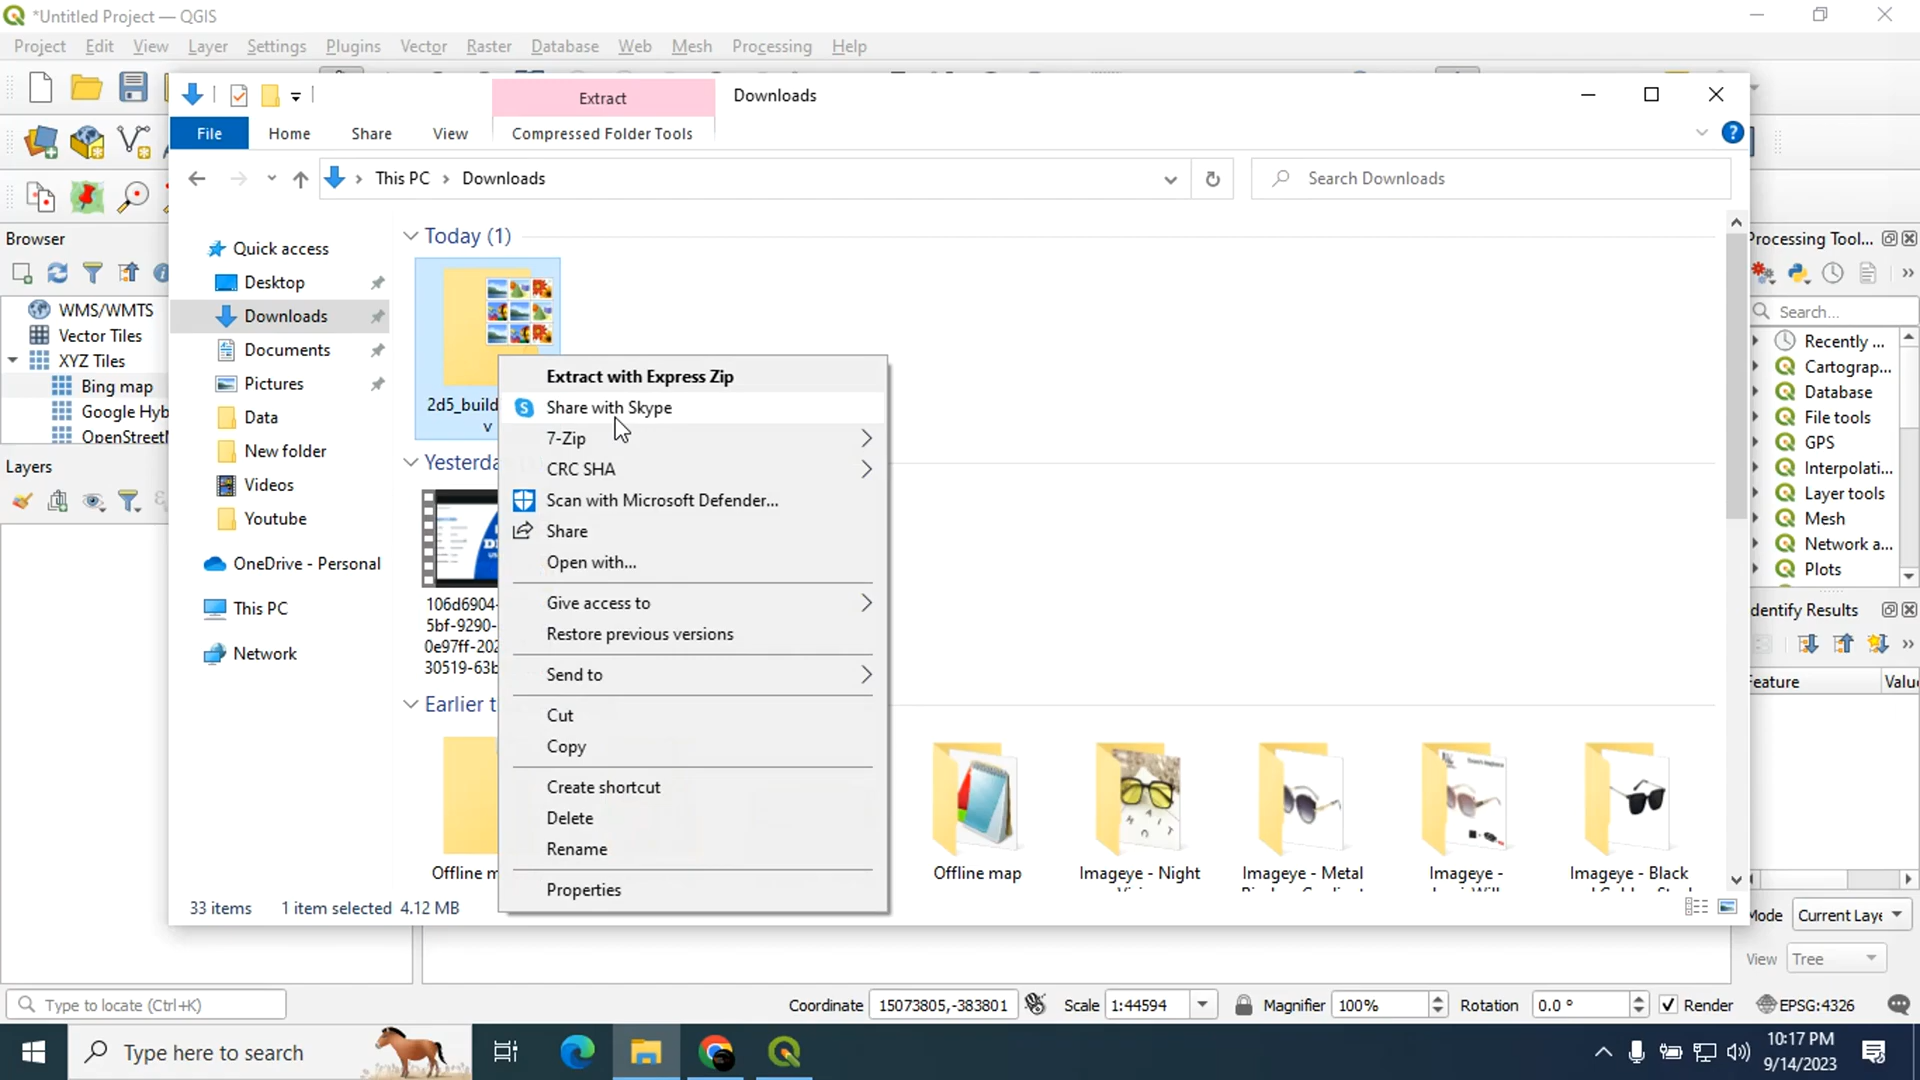 *Untitled Project — QGIS
Project Edit View Layer Settings Plugins Vector Raster Database Web Mesh Processing Help
Extract Downloads
File Home Share View Compressed Folder Tools
This PC Downloads
Search Downloads
Browser
WMS/WMTS
Vector Tiles
XYZ Tiles
Bing map
Google Hyb
OpenStreetM
Layers
Quick access
Desktop
Downloads
Documents
Pictures
Data
New folder
Videos
Youtube
OneDrive - Personal
This PC
Network
Today (1)
2d5_build
v
Yesterda
106d6904-
5bf-9290-
0e97ff-202
30519-63b
Earlier t
Offline m
Offline map
Imageye - Night
Imageye - Metal
Imageye -
Imageye - Black
Extract with Express Zip
Share with Skype
7-Zip
CRC SHA
Scan with Microsoft Defender...
Share
Open with...
Give access to
Restore previous versions
Send to
Cut
Copy
Create shortcut
Delete
Rename
Properties
33 items 1 item selected 4.12 MB
Processing Tool...
Search...
Recently ...
Cartograp...
Database
File tools
GPS
Interpolati...
Layer tools
Mesh
Network a...
Plots
dentify Results
Feature Valu
Mode Current Laye
View Tree
Type to locate (Ctrl+K)
Coordinate 15073805,-383801 Scale 1:44594 Magnifier 100% Rotation 0.0 ° Render EPSG:4326
Type here to search
10:17 PM
9/14/2023